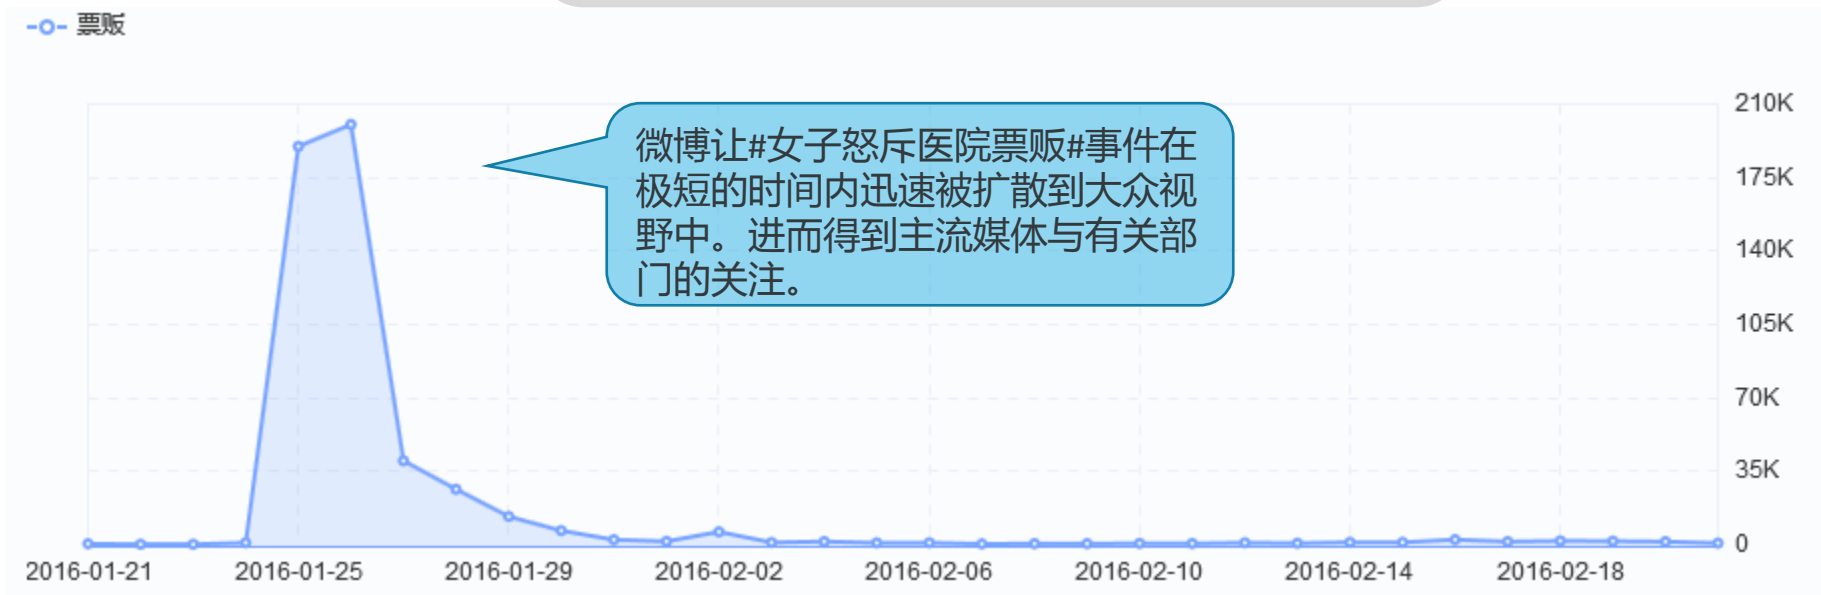 票贩
微博让#女子怒斥医院票贩#事件在
极短的时间内迅速被扩散到大众视
野中。进而得到主流媒体与有关部
门的关注。
210K
175K
140K
105K
70K
35K
0
2016-01-21
2016-01-25
2016-01-29
2016-02-02
2016-02-06
2016-02-10
2016-02-14
2016-02-18